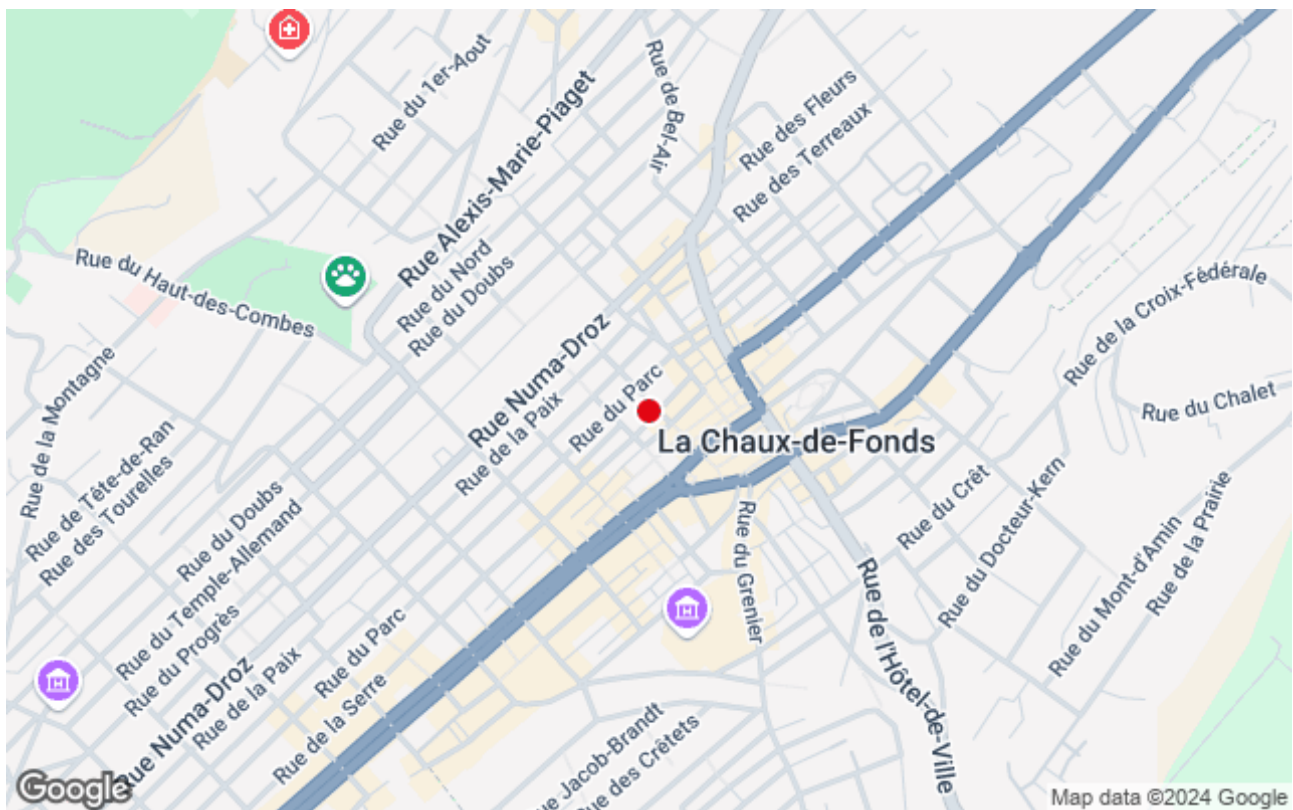 Rue du 1er-Aout
Rue Alexis-Marie-Piaget
Rue de Bel-Air
Rue des Fleurs
Rue des Terreaux
Rue du Haut-des-Combes
Rue du Nord
Rue du Doubs
Rue de la Croix-Fédérale
Rue de la Montagne
Rue Numa-Droz
Rue du Parc
Rue de la Paix
La Chaux-de-Fonds
Rue du Chalet
Rue de Tête-de-Ran
Rue des Tourelles
Rue du Doubs
Rue du Temple-Allemand
Rue du Progrès
Rue du Crêt
Rue du Docteur-Kern
Rue du Mont-d'Amin
Rue de la Prairie
Rue du Grenier
Rue de l'Hôtel-de-Ville
Rue Numa-Droz
Rue de la Paix
Rue du Parc
Rue de la Serre
Rue Jacob-Brandt
Rue des Crêtets
Google
Map data ©2024 Google